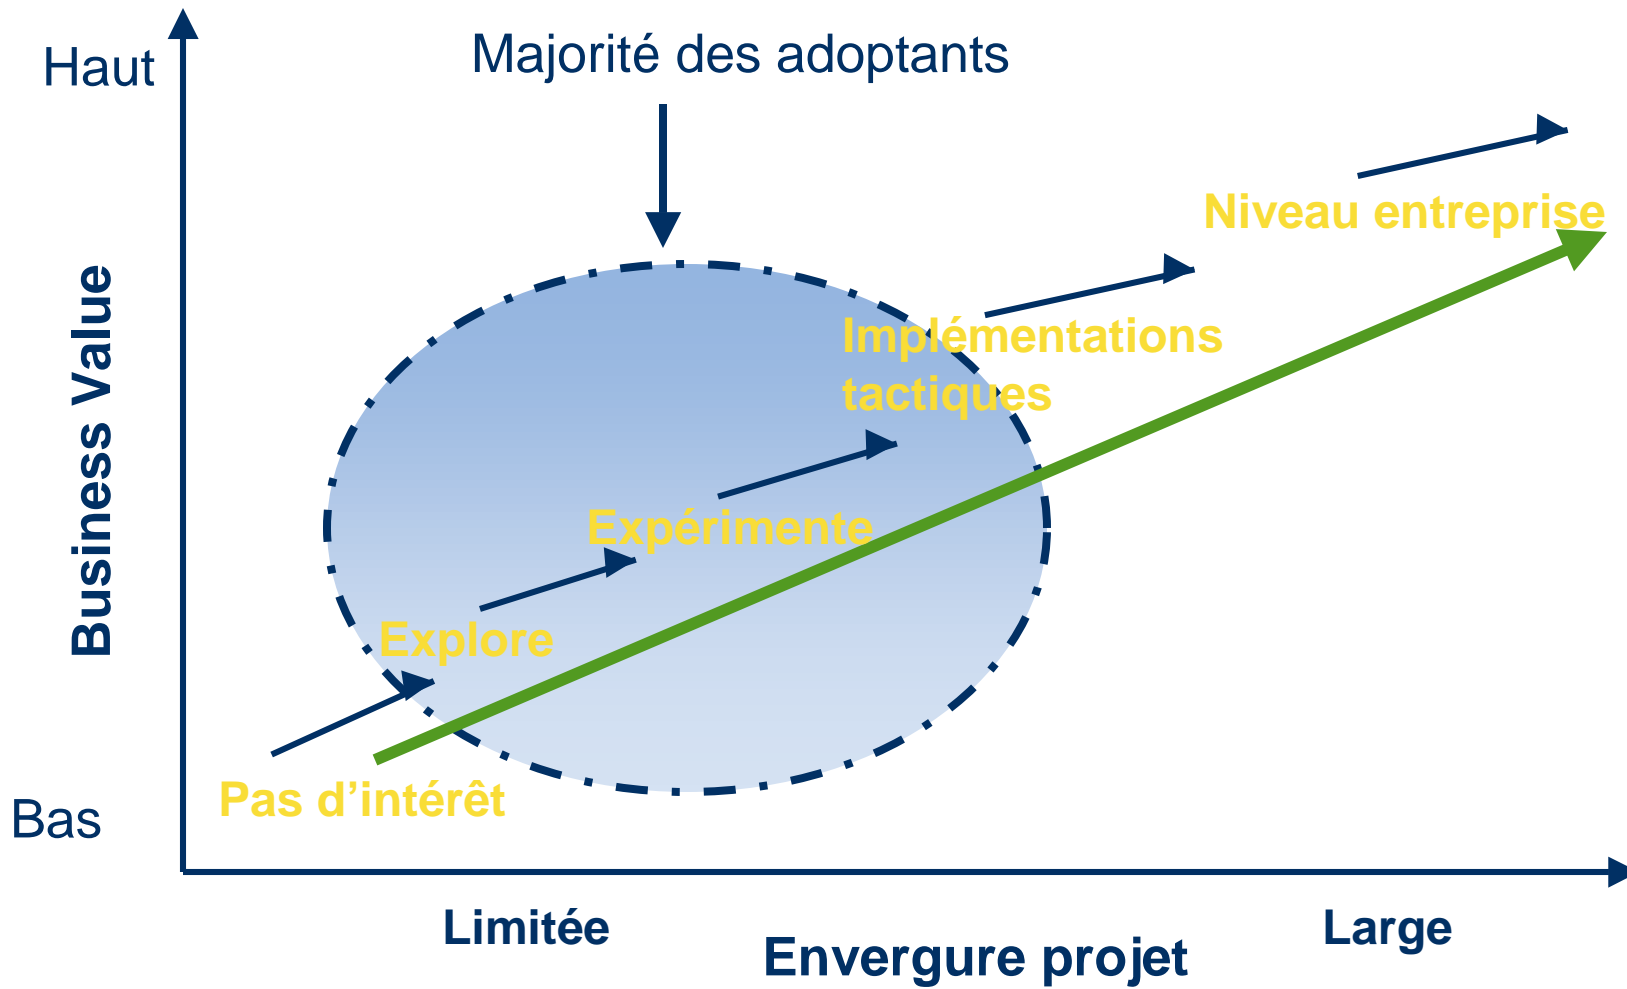 Majorité des adoptants
Haut
Niveau entreprise
Implémentations
tactiques
Business Value
Expérimente
Explore
Pas d’intérêt
Bas
Limitée
Large
Envergure projet